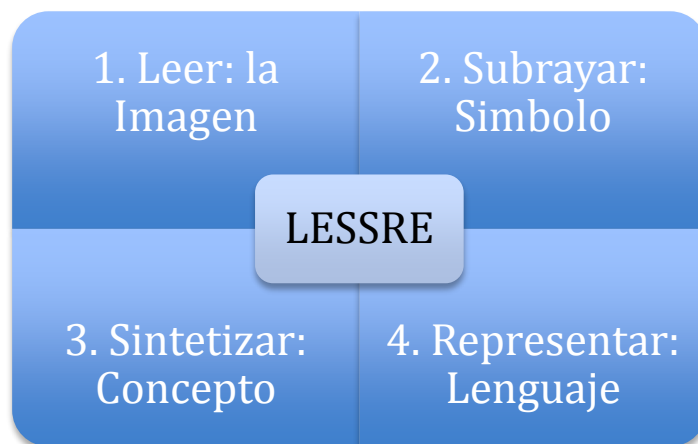 1. Leer: la
Imagen
2. Subrayar:
Simbolo
LESSRE
3. Sintetizar:
Concepto
4. Representar:
Lenguaje